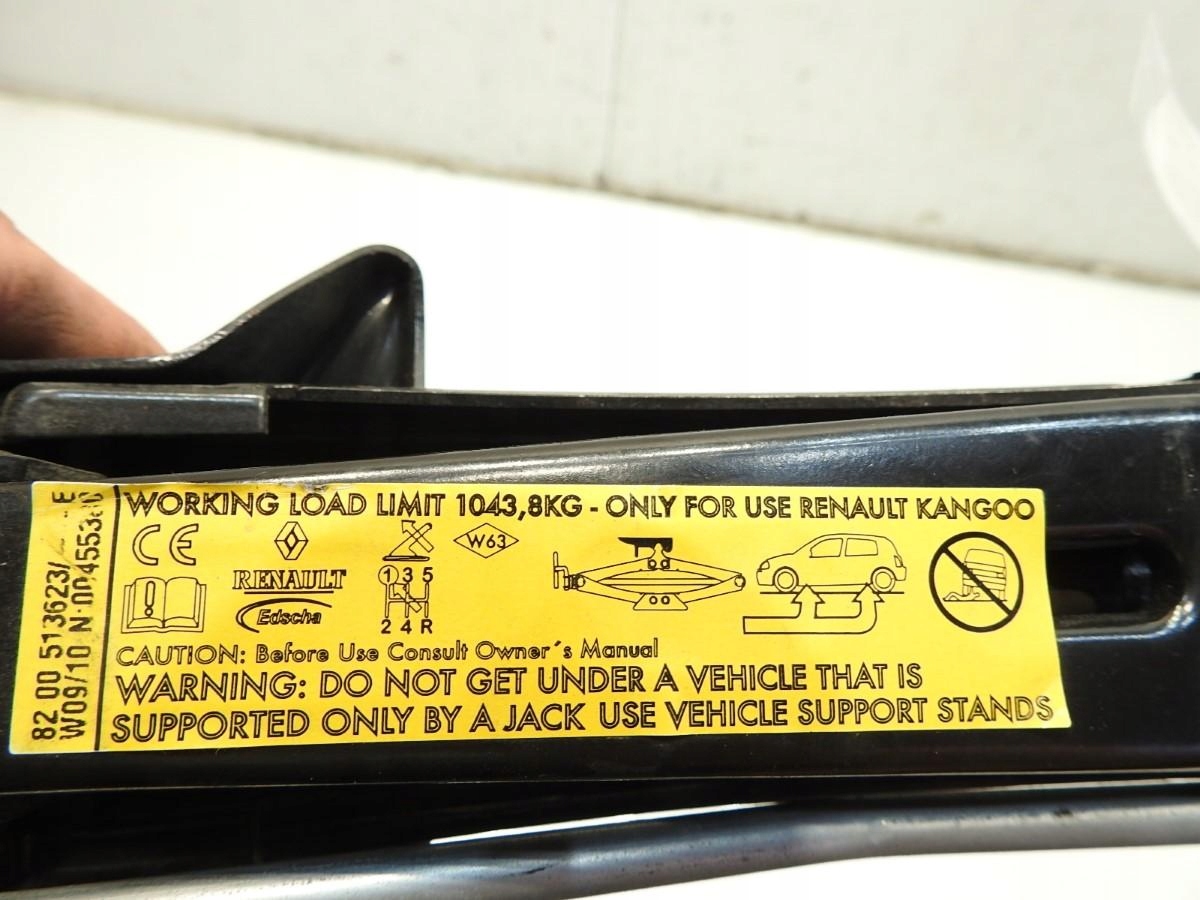 WORKING LOAD LIMIT 1043,8KG - ONLY FOR USE RENAULT KANGOO
CE
W63
RENAULT
Edscha
1 3 5
2 4 R
CAUTION: Before Use Consult Owner´s Manual
WARNING: DO NOT GET UNDER A VEHICLE THAT IS
SUPPORTED ONLY BY A JACK USE VEHICLE SUPPORT STANDS
82 00 513623/
W09/10 N: